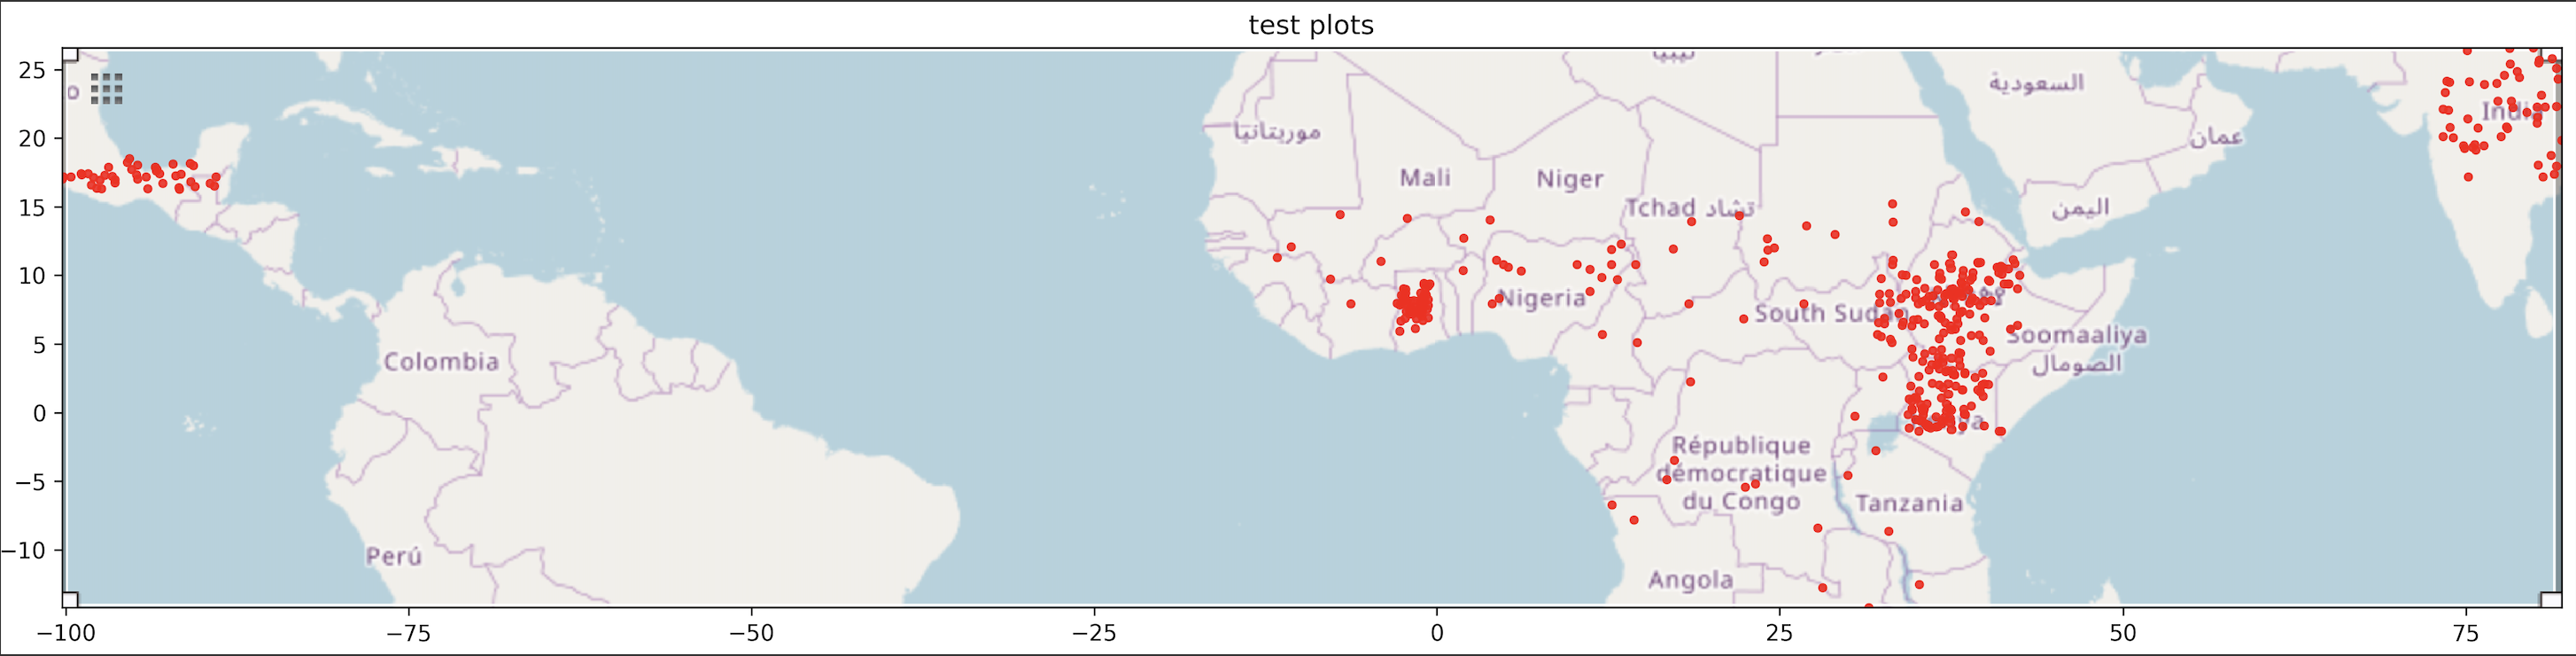 test plots
25
20
15
10
5
0
−5
−10
o
السعودية
عمان
اليمن
موريتانيا
Mali
Niger
Tchad تشاد
Nigeria
South Sudan
Soomaaliya
الصومال
Colombia
République
démocratique
du Congo
Tanzania
Perú
Angola
−100
−75
−50
−25
0
25
50
75